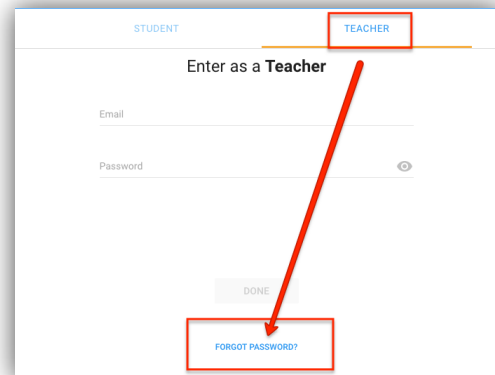 STUDENT TEACHER
Enter as a Teacher
Email
Password
DONE
FORGOT PASSWORD?